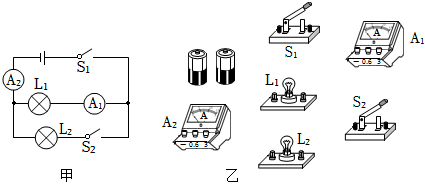 A₂
S₁
L₁
A₁
L₂
S₂
甲
S₁
A
− 0.6 3
A₁
L₁
A₂
A
− 0.6 3
S₂
L₂
乙